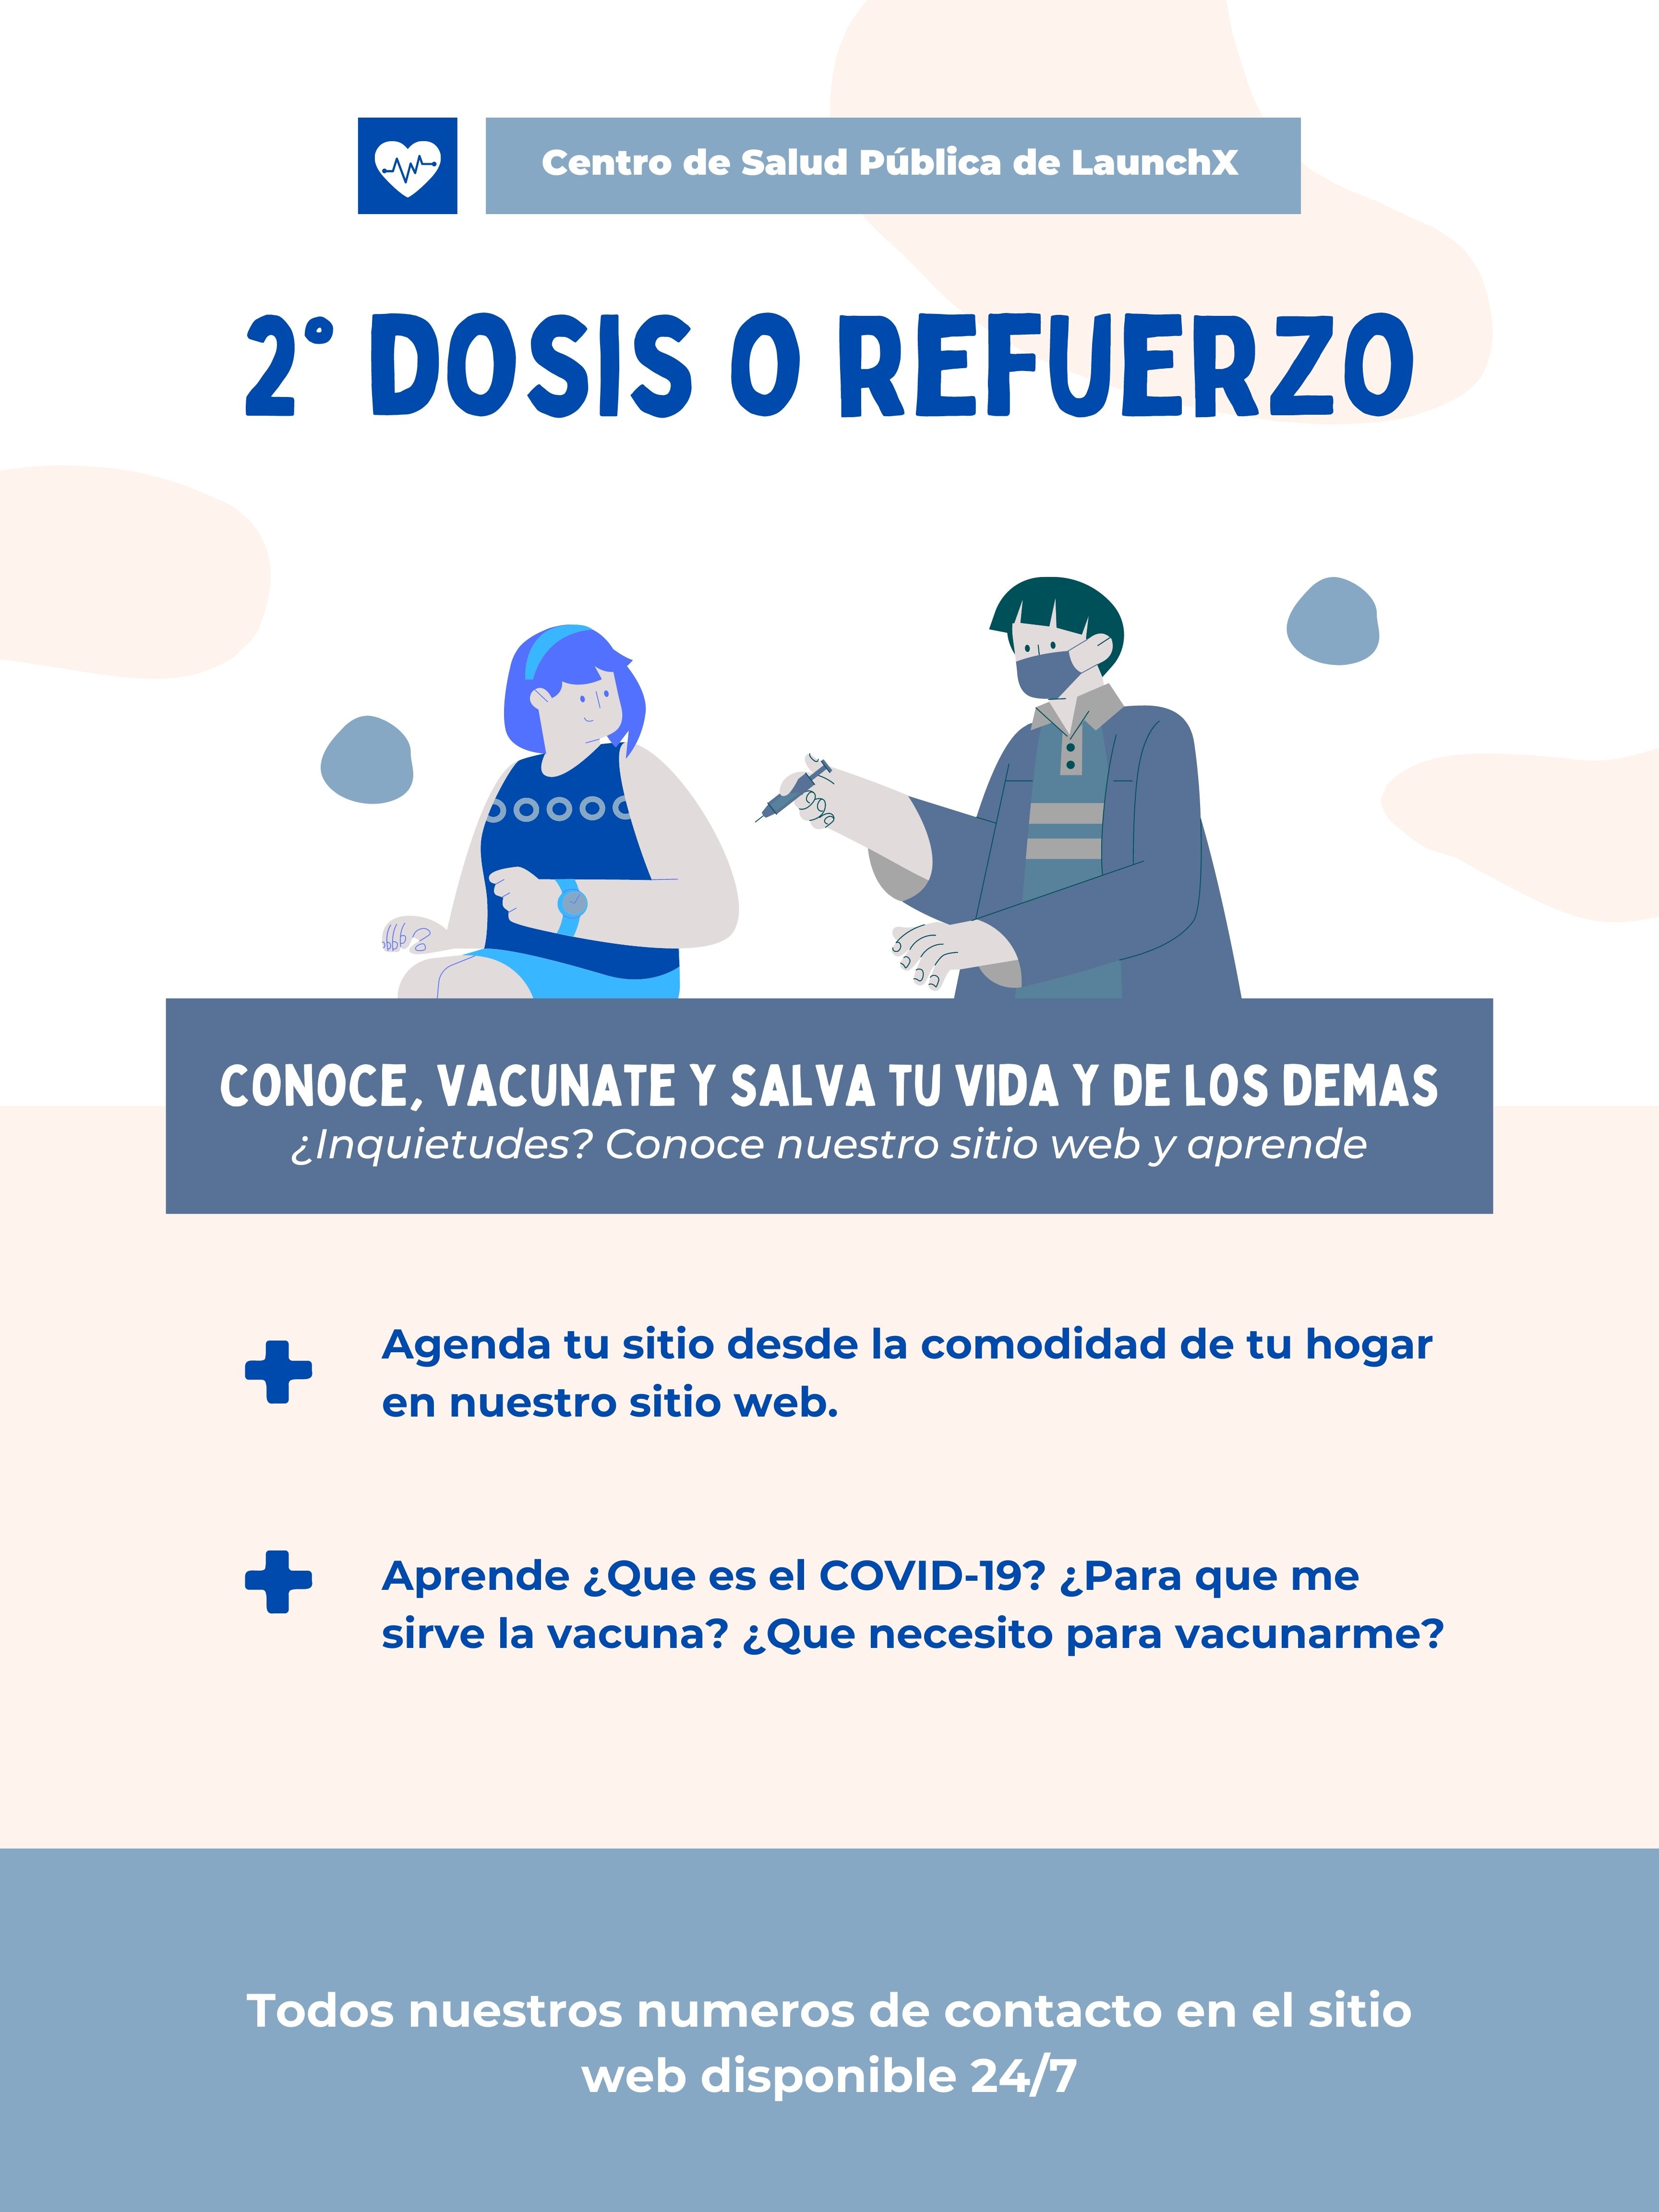 Centro de Salud Pública de LaunchX
2° DOSIS O REFUERZO
CONOCE, VACUNATE Y SALVA TU VIDA Y DE LOS DEMAS
¿Inquietudes? Conoce nuestro sitio web y aprende
Agenda tu sitio desde la comodidad de tu hogar
en nuestro sitio web.
Aprende ¿Que es el COVID-19? ¿Para que me
sirve la vacuna? ¿Que necesito para vacunarme?
Todos nuestros numeros de contacto en el sitio
web disponible 24/7